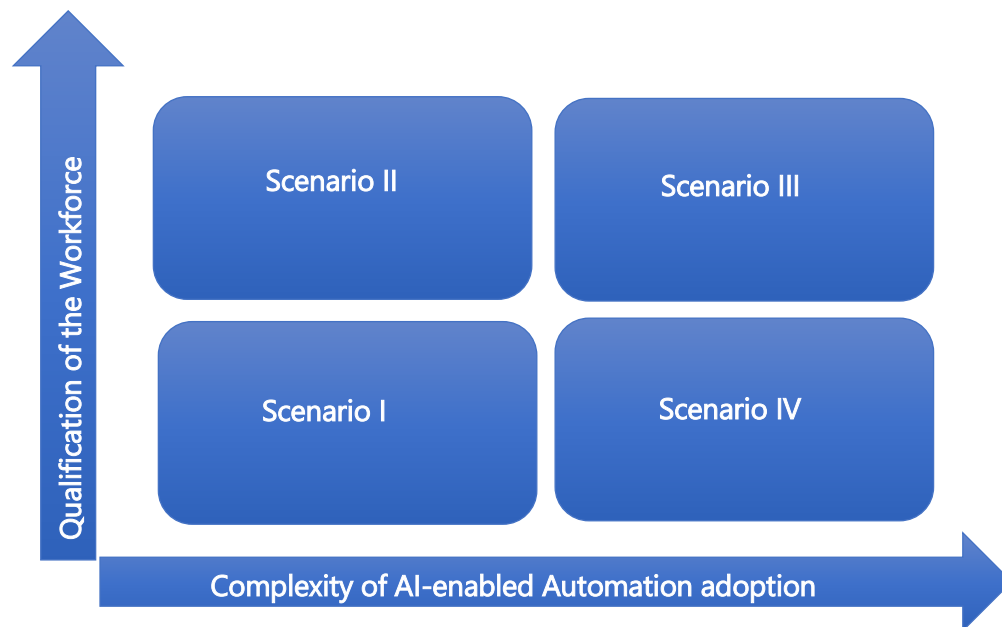 Qualification of the Workforce
Scenario II
Scenario III
Scenario I
Scenario IV
Complexity of AI-enabled Automation adoption